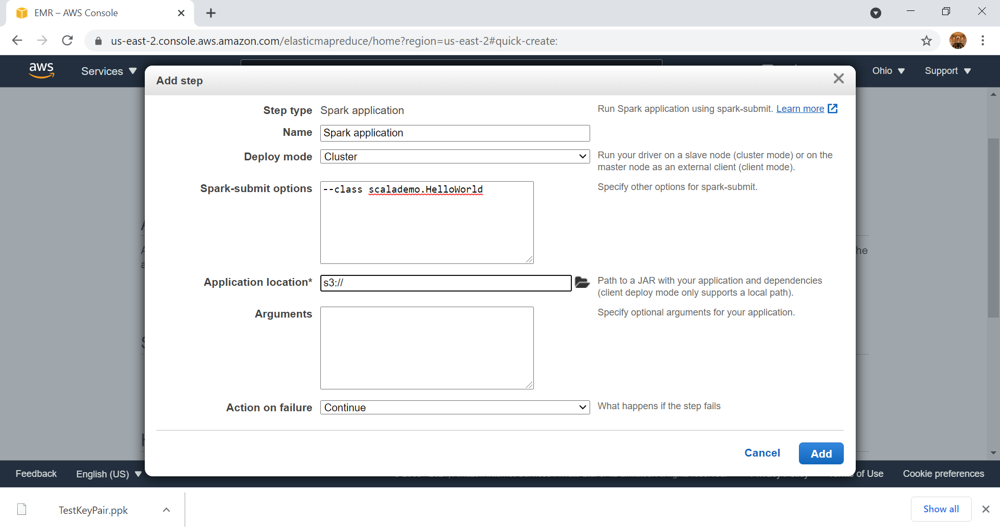 EMR – AWS Console
us-east-2.console.aws.amazon.com/elasticmapreduce/home?region=us-east-2#quick-create:
aws
Services
Ohio
Support
Add step
Step type Spark application
Run Spark application using spark-submit. Learn more
Name Spark application
Deploy mode Cluster
Run your driver on a slave node (cluster mode) or on the
master node as an external client (client mode).
Spark-submit options --class scalademo.HelloWorld
Specify other options for spark-submit.
he
Application location* s3://
Path to a JAR with your application and dependencies
(client deploy mode only supports a local path).
Arguments
Specify optional arguments for your application.
Action on failure Continue
What happens if the step fails
Cancel
Add
Feedback
English (US)
of Use
Cookie preferences
TestKeyPair.ppk
Show all